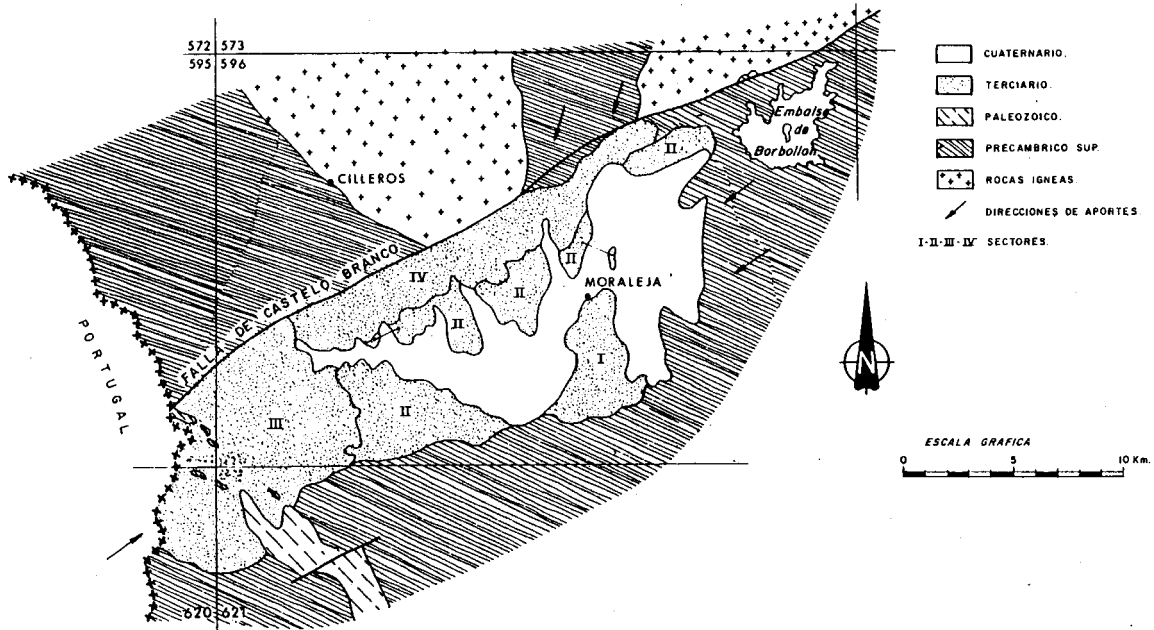 572 573
595 596
CUATERNARIO.
TERCIARIO.
PALEOZOICO.
PRECAMBRICO SUP.
ROCAS IGNEAS.
DIRECCIONES DE APORTES.
I-II-III-IV SECTORES.
Embalse
de
Borbollon
II
CILLEROS
FALLA DE CASTELO BRANCO
IV
II
MORALEJA
II
II
I
PORTUGAL
III
II
N
ESCALA GRAFICA
0 5 10 Km.
620 621